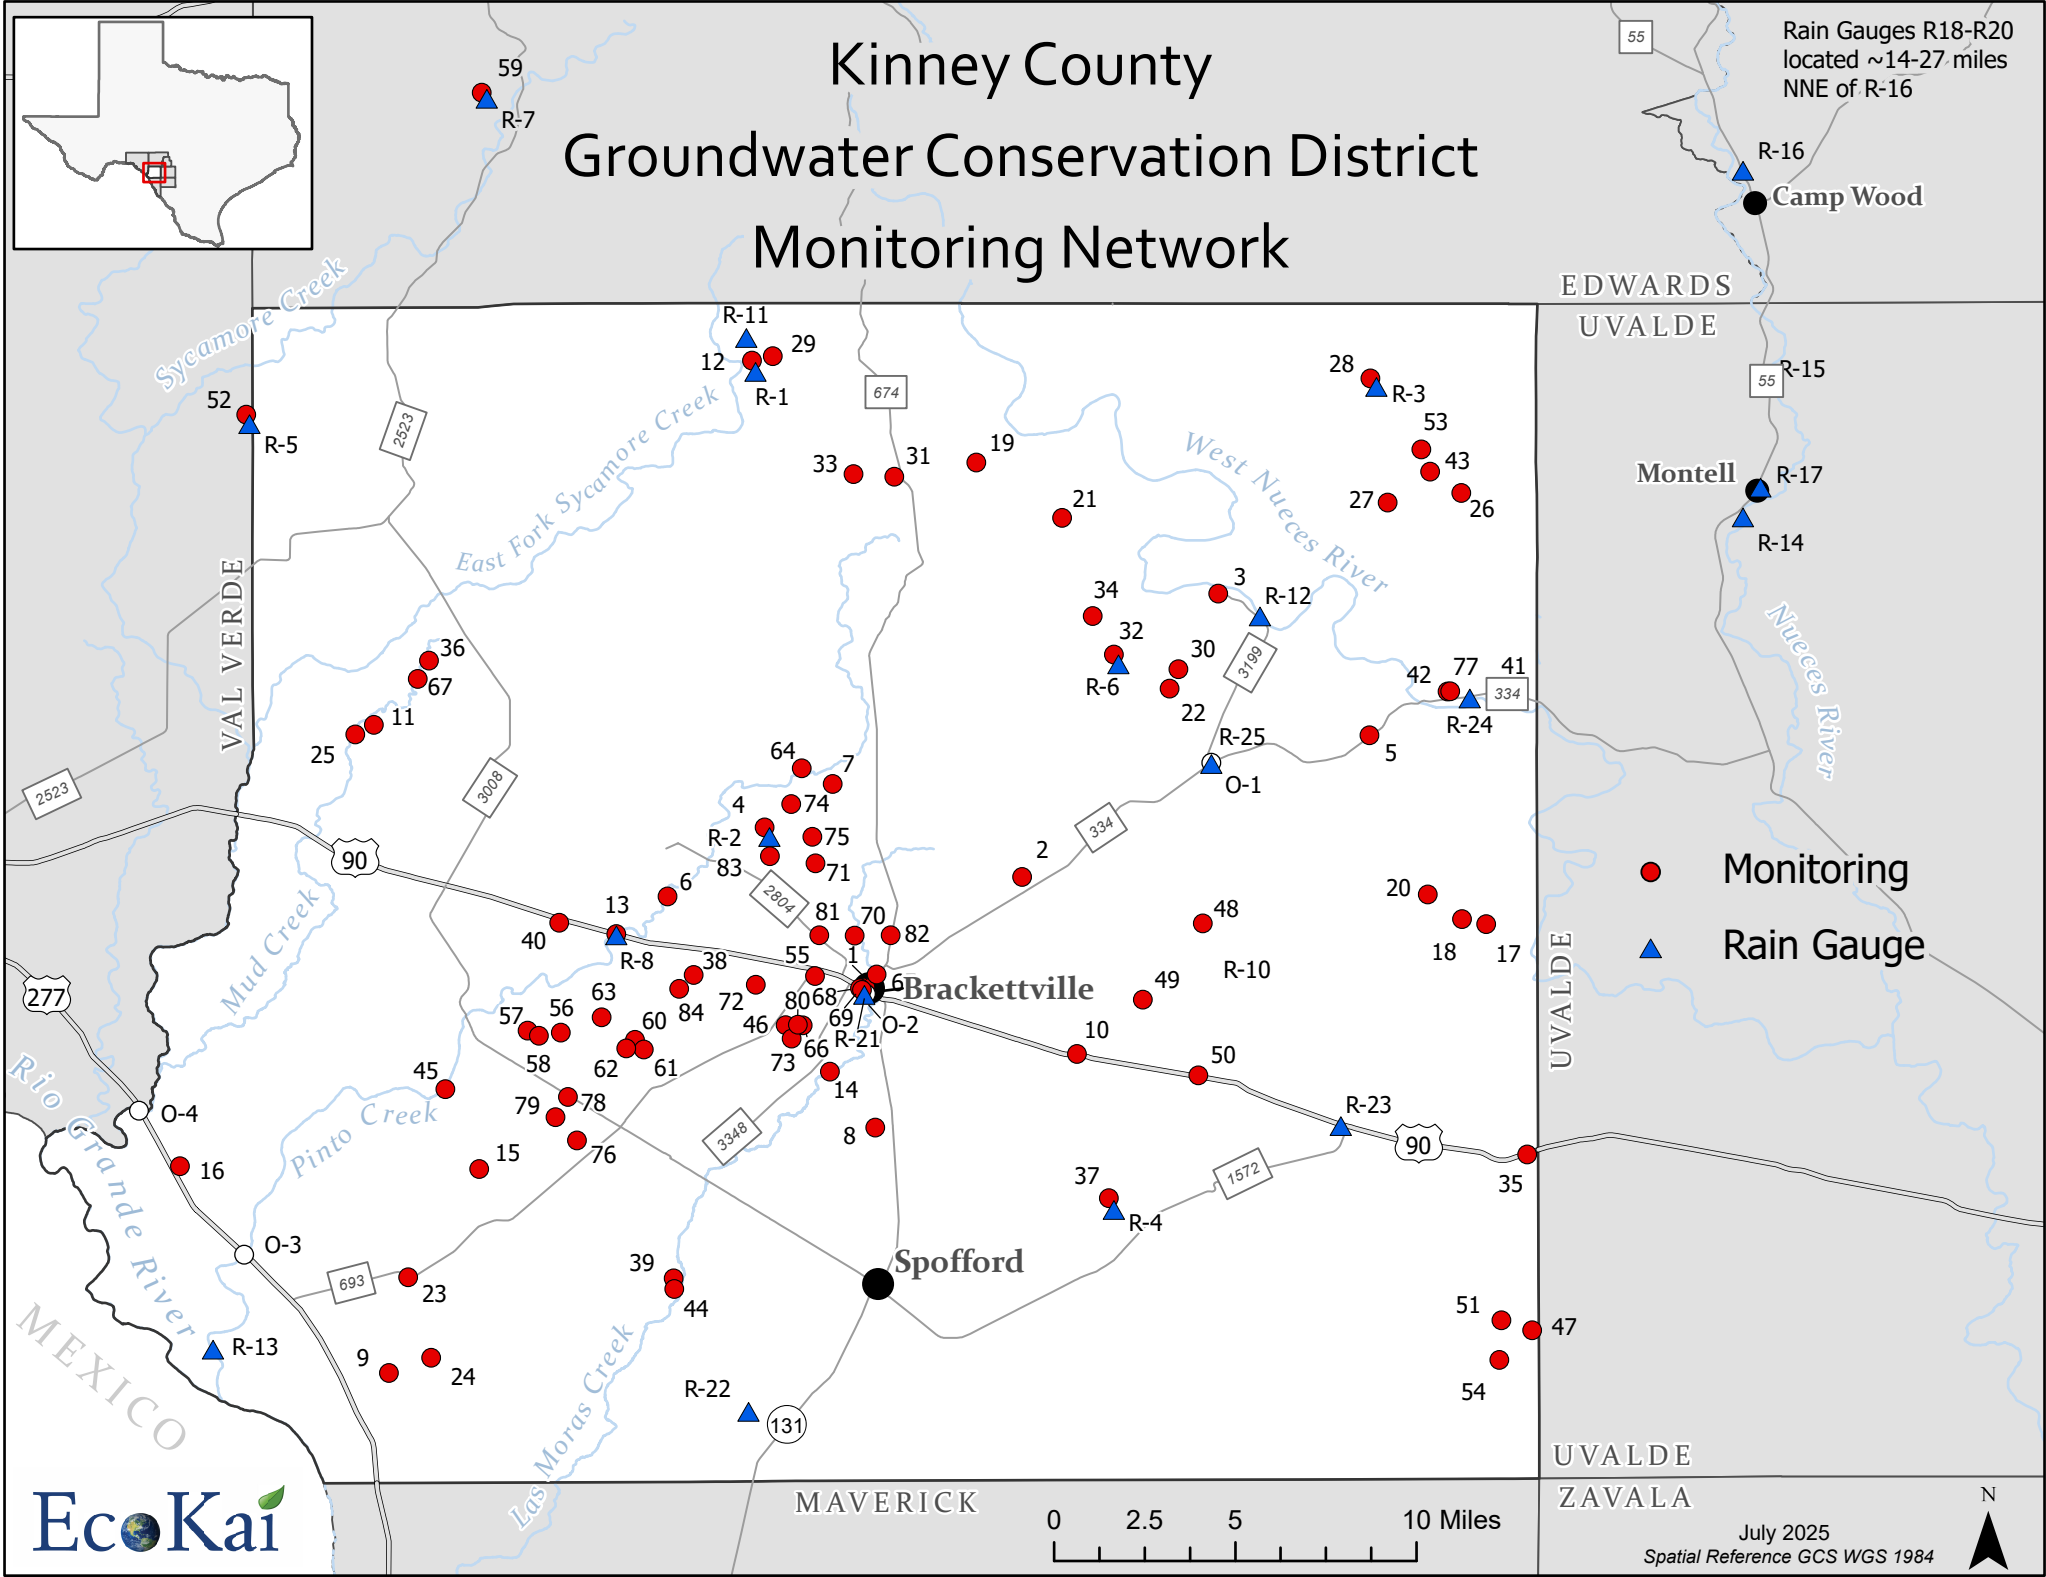 Kinney County
Groundwater Conservation District
Monitoring Network
Rain Gauges R18-R20
located ~14-27 miles
NNE of R-16
55
59
R-7
R-16
Camp Wood
Sycamore Creek
EDWARDS
UVALDE
R-11
12
29
R-1
674
28
R-3
55
R-15
52
R-5
2523
East Fork Sycamore Creek
33
31
19
West Nueces River
53
43
27
26
Montell
R-17
R-14
21
VAL VERDE
34
3
R-12
32
R-6
30
22
3199
Nueces River
36
67
11
25
42
77
41
334
R-24
5
R-25
O-1
2523
3008
64
7
74
4
R-2
75
83
71
334
2
90
Monitoring
Rain Gauge
6
2804
13
40
R-8
81
70
82
48
20
18
17
UVALDE
Mud Creek
277
38
84
72
55
1
6
Brackettville
68
80
69
O-2
R-21
46
73
66
49
R-10
63
56
57
58
60
62
61
10
50
14
8
45
Pinto Creek
78
79
76
15
3348
R-23
90
35
O-4
16
Rio Grande River
37
R-4
1572
O-3
693
23
39
44
Spofford
51
47
54
R-13
9
24
R-22
131
MEXICO
Las Moras Creek
UVALDE
ZAVALA
MAVERICK
EcoKai
0 2.5 5 10 Miles
July 2025
Spatial Reference GCS WGS 1984
N